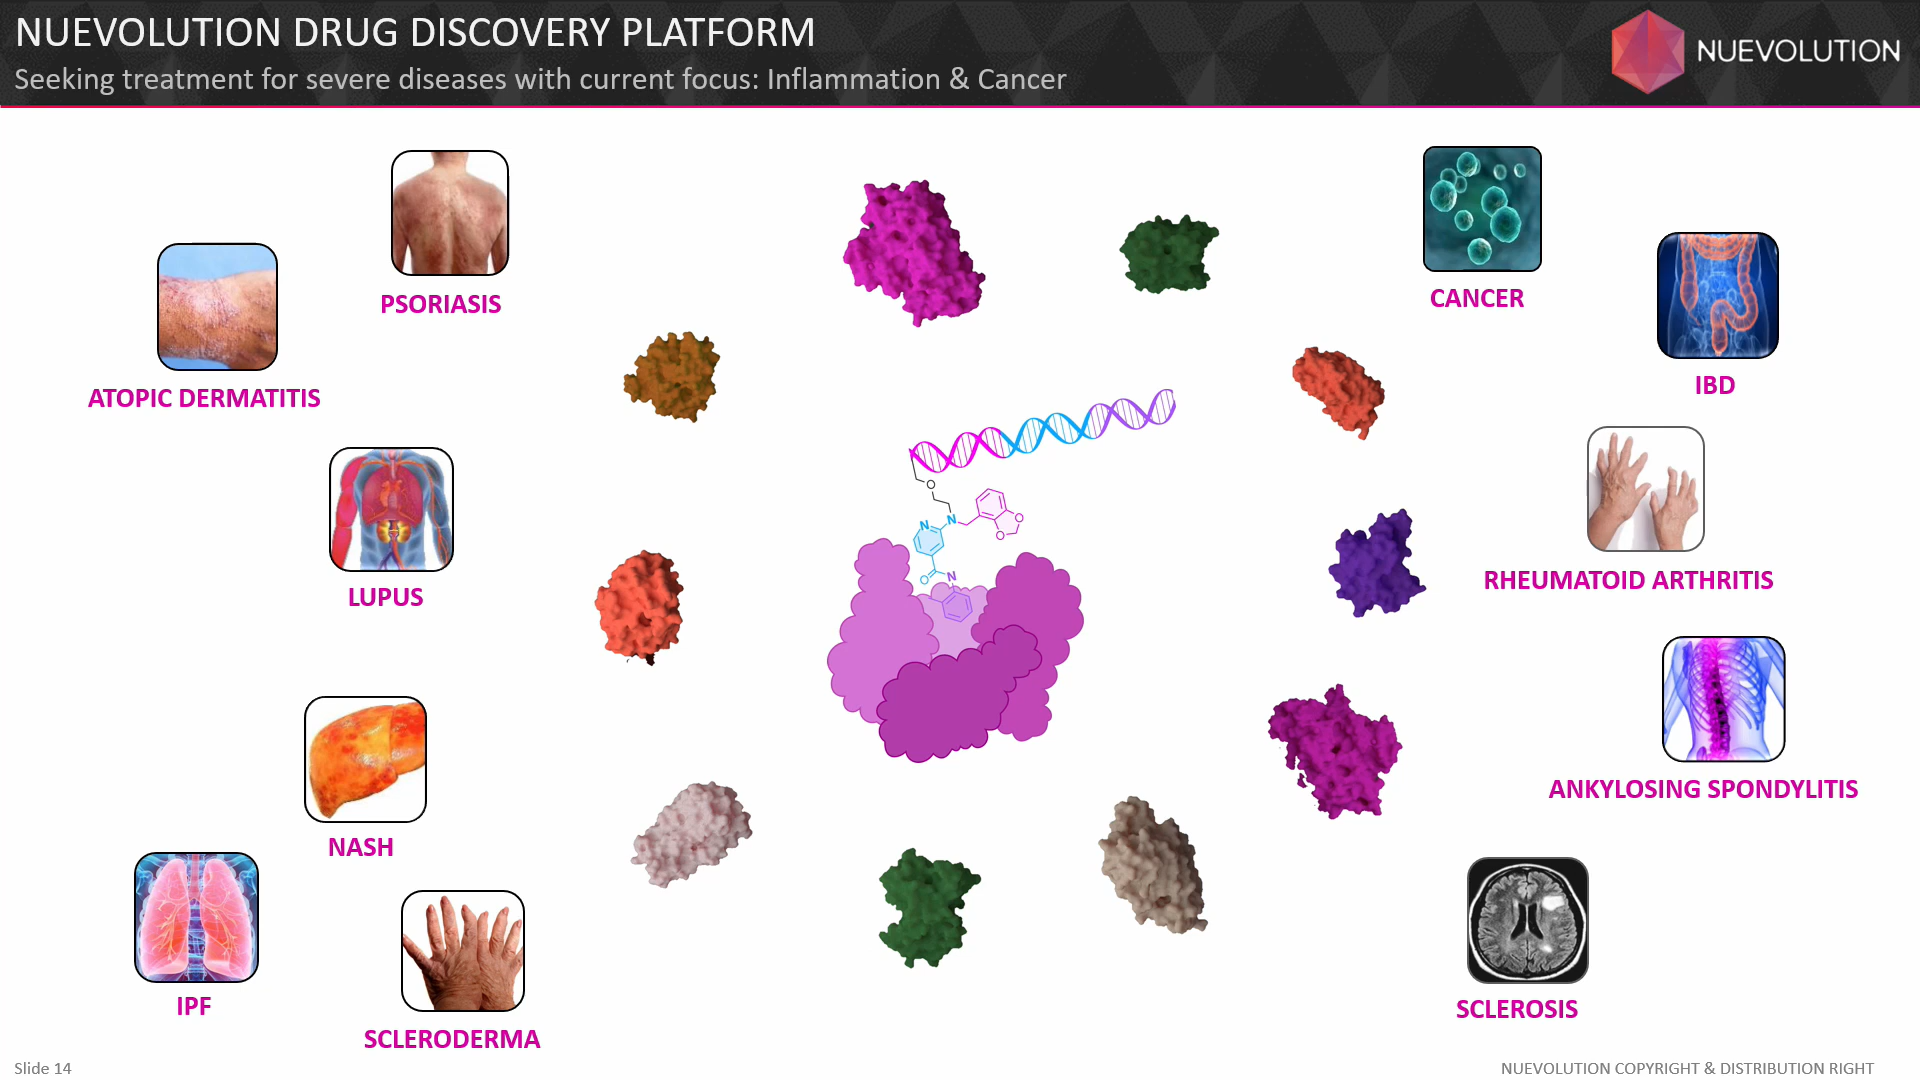 NUEVOLUTION DRUG DISCOVERY PLATFORM
Seeking treatment for severe diseases with current focus: Inflammation & Cancer
NUEVOLUTION
PSORIASIS
ATOPIC DERMATITIS
LUPUS
NASH
IPF
SCLERODERMA
O
N
N
O
O
O
N
CANCER
IBD
RHEUMATOID ARTHRITIS
ANKYLOSING SPONDYLITIS
SCLEROSIS
Slide 14
NUEVOLUTION COPYRIGHT & DISTRIBUTION RIGHT